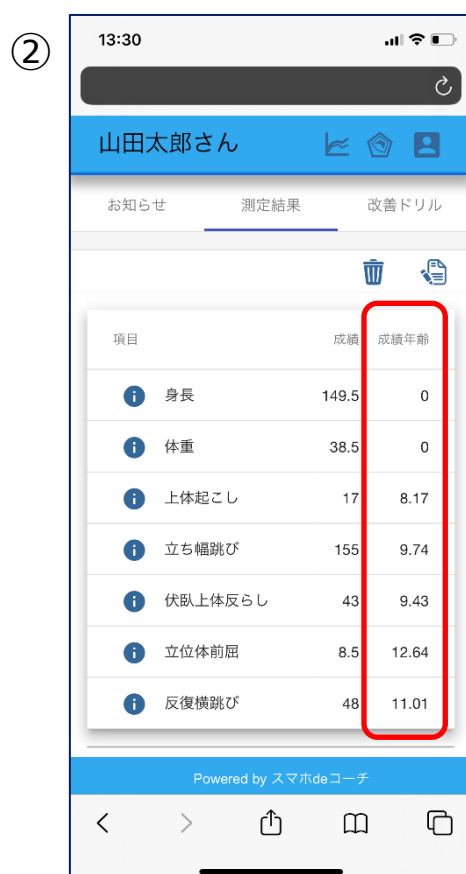 ②
13:30
山田太郎さん
お知らせ 測定結果 改善ドリル
項目 成績 成績年齢
身長 149.5 0
体重 38.5 0
上体起こし 17 8.17
立ち幅跳び 155 9.74
伏臥上体反らし 43 9.43
立位体前屈 8.5 12.64
反復横跳び 48 11.01
Powered by スマホdeコーチ